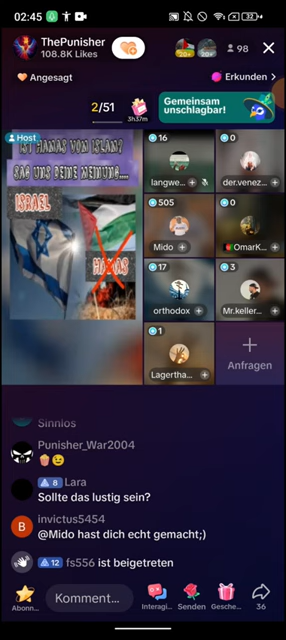 02:45
32
ThePunisher
108.8K Likes
20+
20+
98
Angesagt
Erkunden >
2/51
3h37m
Gemeinsam unschlagbar!
Host
IST HAMAS VON ISLAM?
SAG UNS DEINE MEINUNG...
ISRAEL
HAMAS
16
langwe...
0
der.venez...
505
Mido
0
OmarK...
17
orthodox
3
Mr.keller...
1
Lagertha...
Anfragen
Sinnlos
Punisher_War2004
🍿😉
8 Lara
Sollte das lustig sein?
B
invictus5454
@Mido hast dich echt gemacht;)
12 fs556 ist beigetreten
Abonn...
Komment...
Interagi...
Senden
Gesche...
36